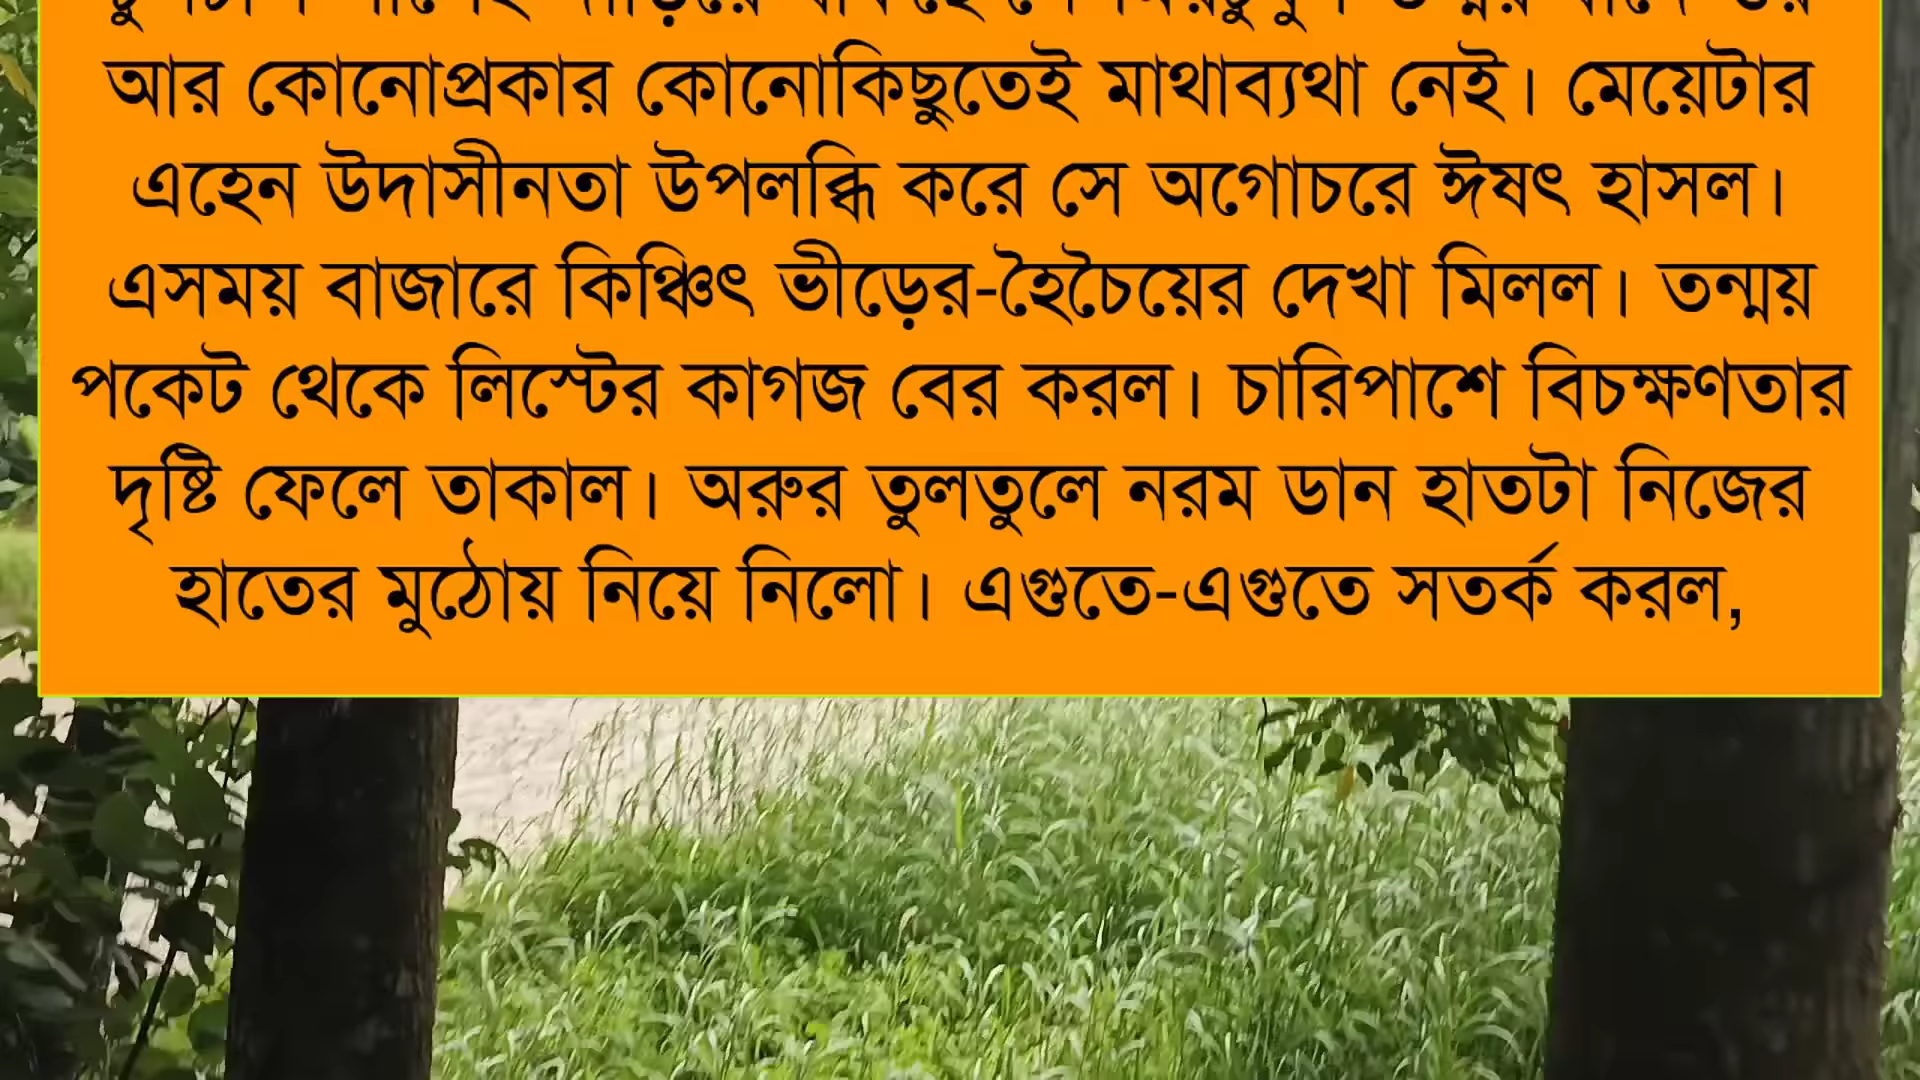 আর কোনোপ্রকার কোনোকিছুতেই মাথাব্যথা নেই। মেয়েটার
এহেন উদাসীনতা উপলব্ধি করে সে অগোচরে ঈষৎ হাসল।
এসময় বাজারে কিঞ্চিৎ ভীড়ের-হৈচৈয়ের দেখা মিলল। তন্ময়
পকেট থেকে লিস্টের কাগজ বের করল। চারিপাশে বিচক্ষণতার
দৃষ্টি ফেলে তাকাল। অরুর তুলতুলে নরম ডান হাতটা নিজের
হাতের মুঠোয় নিয়ে নিলো। এগুতে-এগুতে সতর্ক করল,